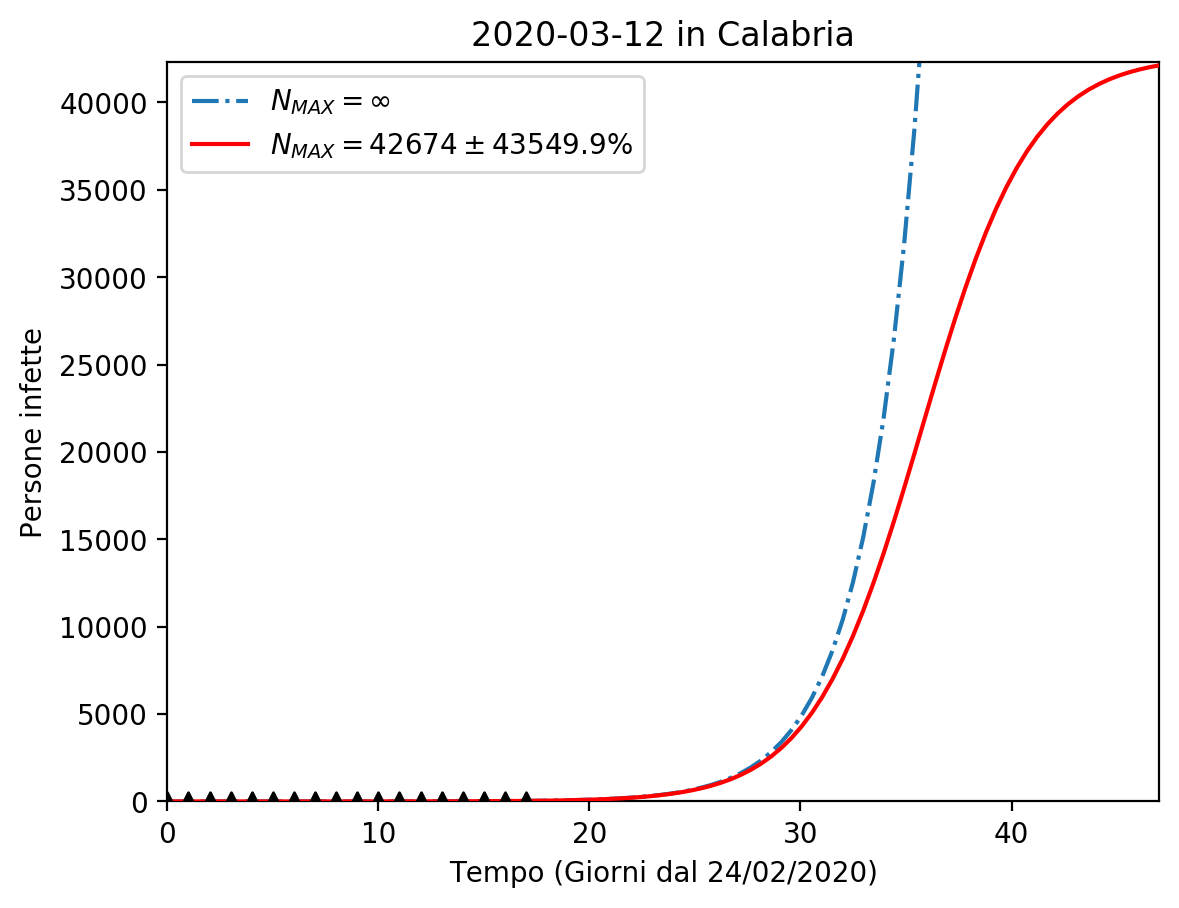 2020-03-12 in Calabria
N_MAX = ∞
N_MAX = 42674 ± 43549.9%
Persone infette
40000
35000
30000
25000
20000
15000
10000
5000
0
0 10 20 30 40
Tempo (Giorni dal 24/02/2020)